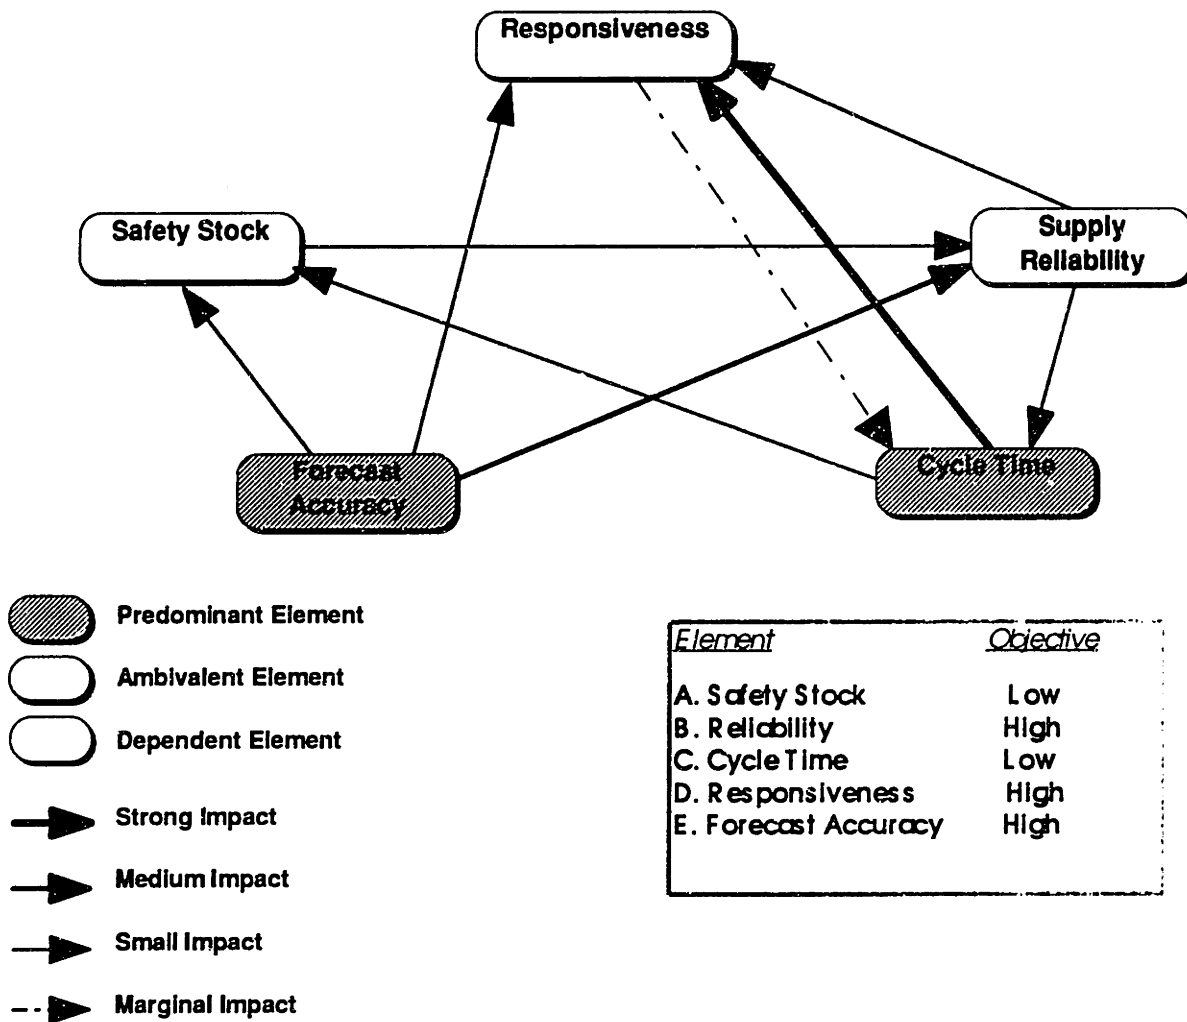 Responsiveness
Safety Stock
Supply
Reliability
Forecast
Accuracy
Cycle Time
Predominant Element
Ambivalent Element
Dependent Element
Strong Impact
Medium Impact
Small Impact
Marginal Impact
Element Objective
A. Safety Stock Low
B. Reliability High
C. Cycle Time Low
D. Responsiveness High
E. Forecast Accuracy High